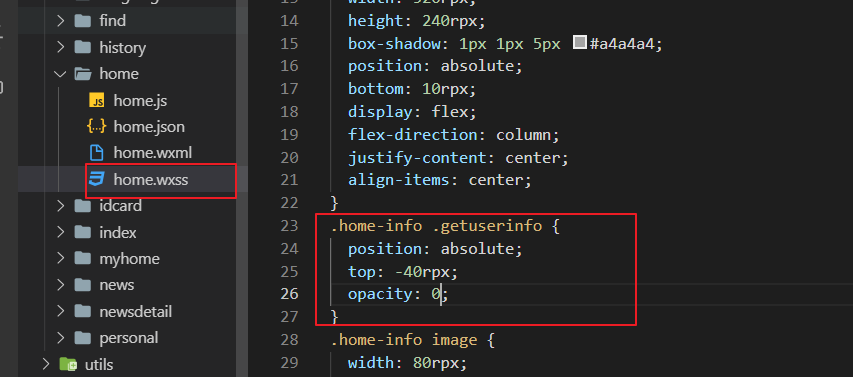 find
history
home
home.js
home.json
home.wxml
home.wxss
idcard
index
myhome
news
newsdetail
personal
utils
14 height: 240rpx;
15 box-shadow: 1px 1px 5px #a4a4a4;
16 position: absolute;
17 bottom: 10rpx;
18 display: flex;
19 flex-direction: column;
20 justify-content: center;
21 align-items: center;
22 }
23 .home-info .getuserinfo {
24 position: absolute;
25 top: -40rpx;
26 opacity: 0;
27 }
28 .home-info image {
29 width: 80rpx;